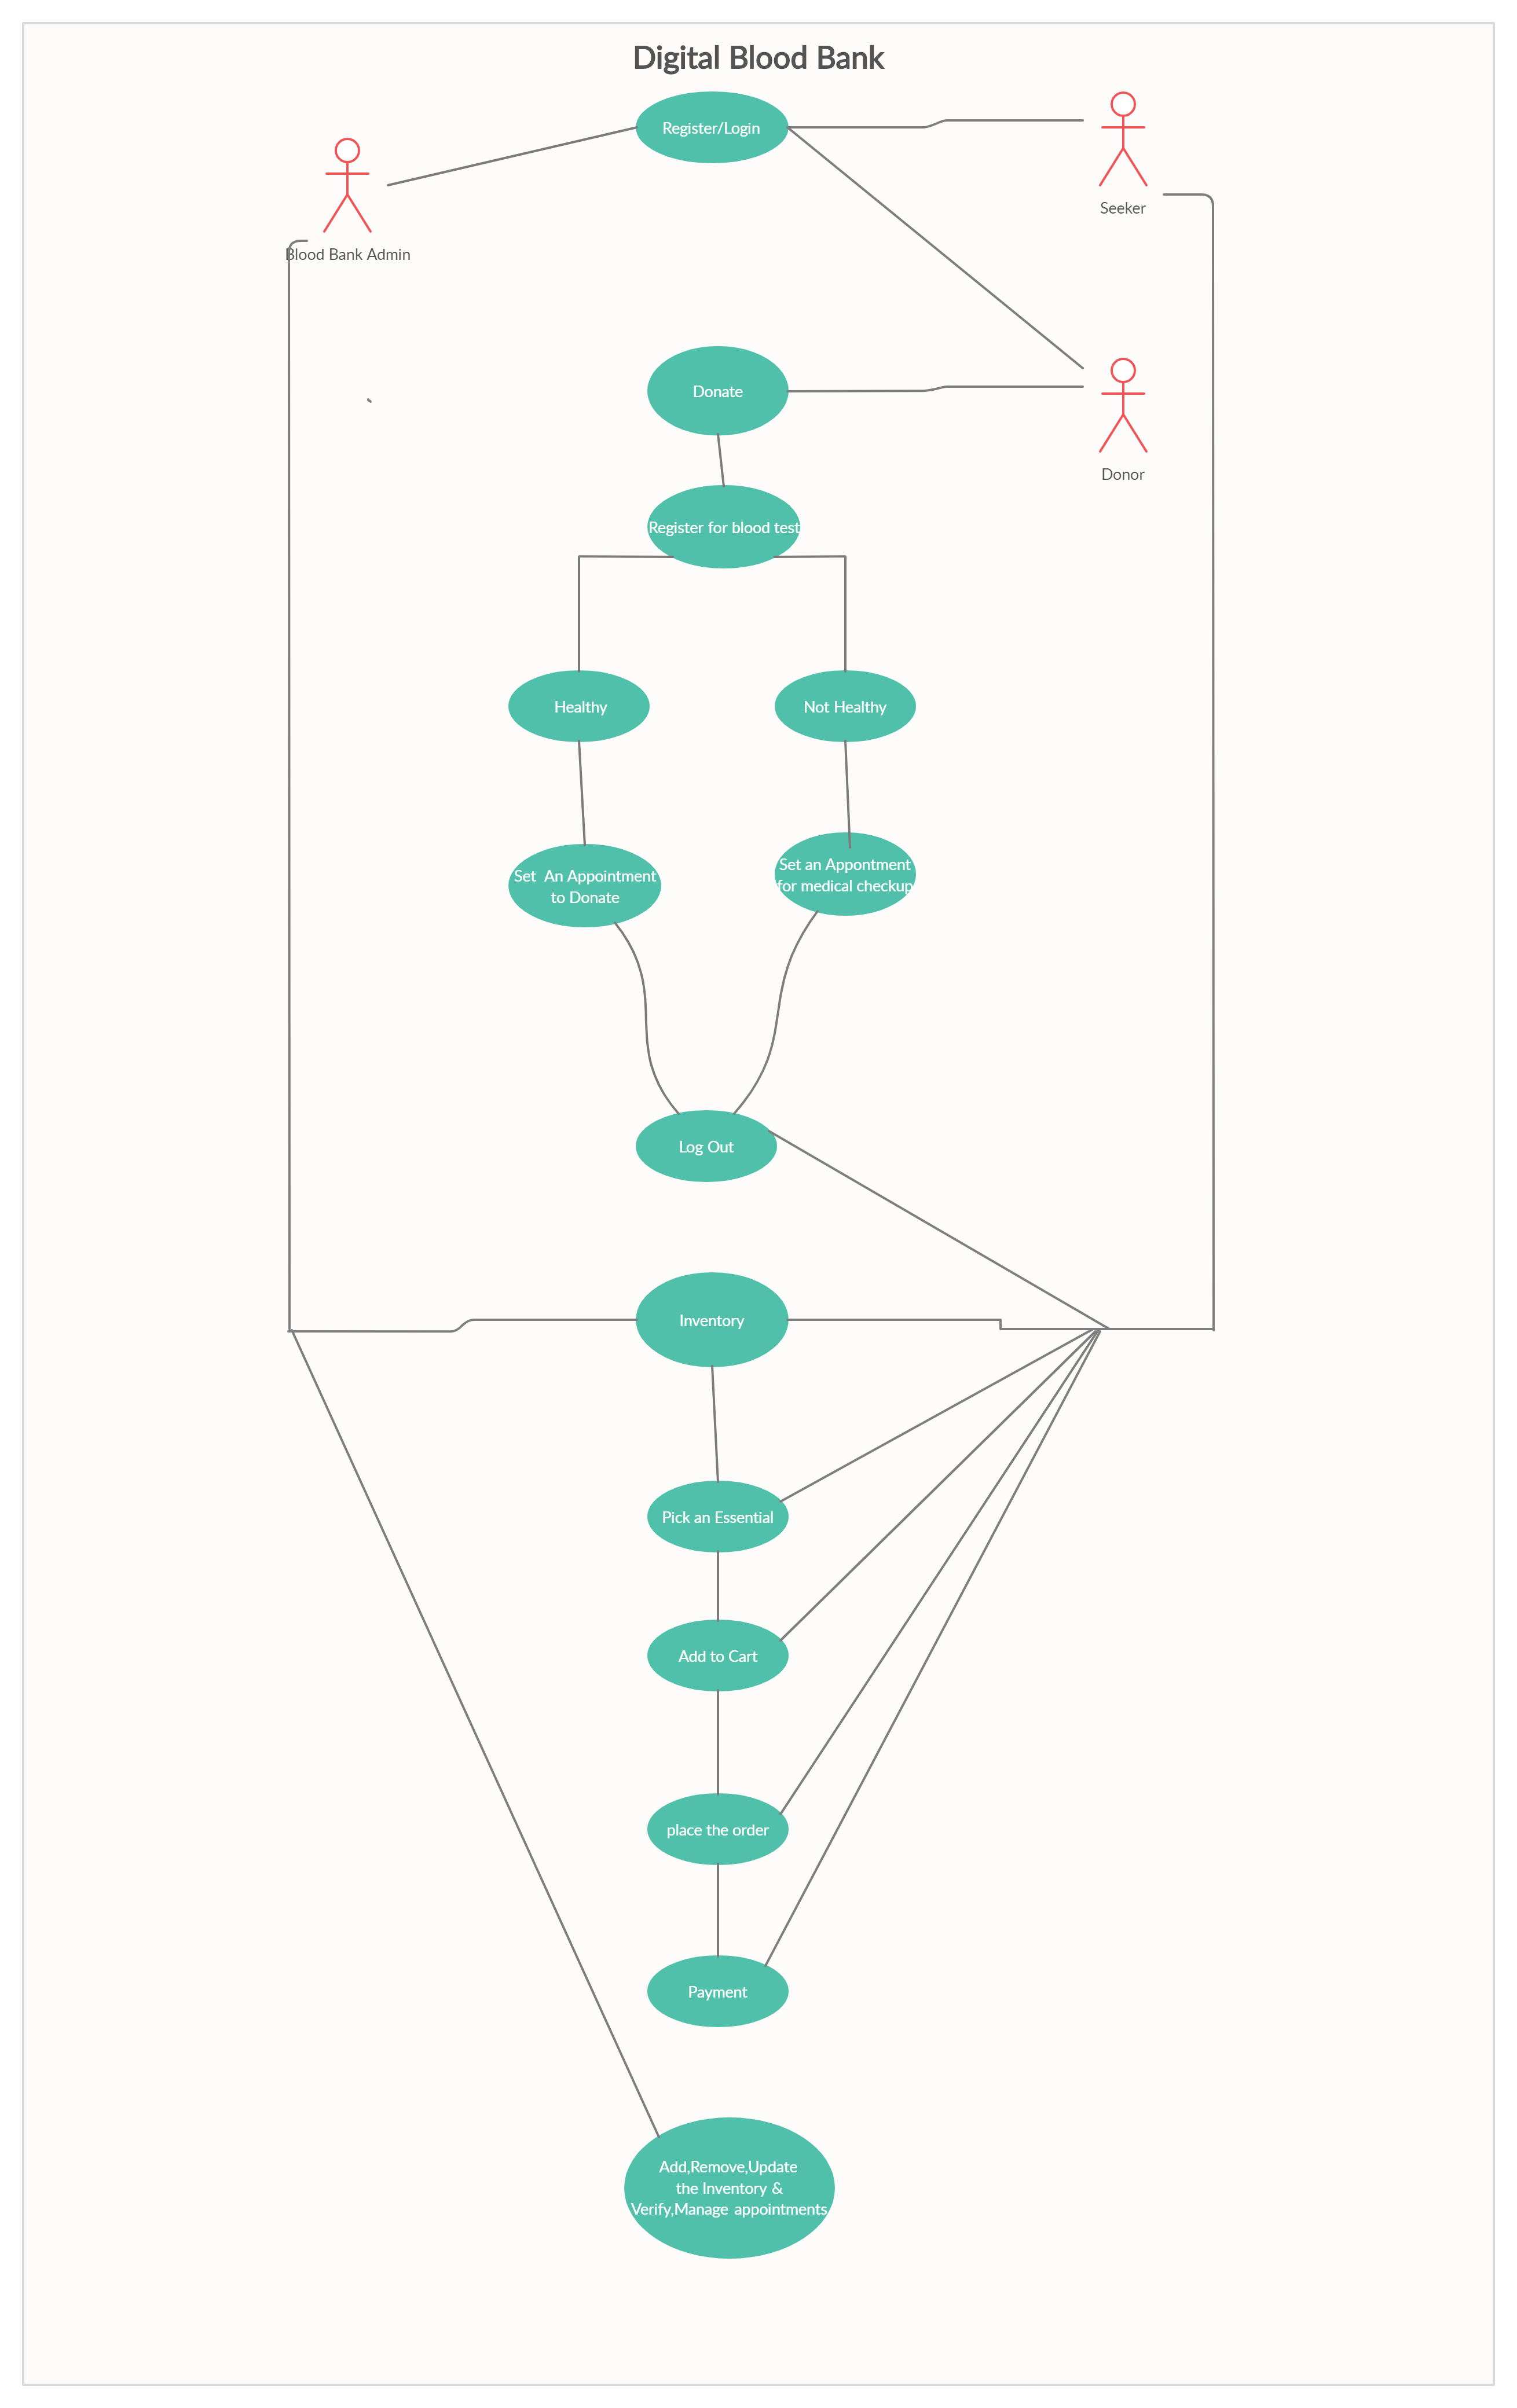 Digital Blood Bank
Register/Login
Seeker
Blood Bank Admin
Donate
Donor
Register for blood test
Healthy
Not Healthy
Set An Appointment
to Donate
Set an Appontment
for medical checkup
Log Out
Inventory
Pick an Essential
Add to Cart
place the order
Payment
Add,Remove,Update
the Inventory &
Verify,Manage appointments